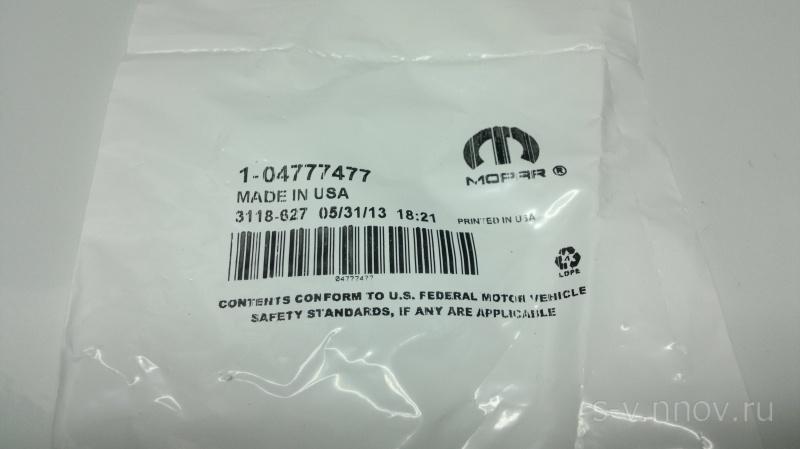 1-04777477
MADE IN USA
3118-627 05/31/13 18:21
MOPAR ®
PRINTED IN USA
04777477
4
LDPE
CONTENTS CONFORM TO U.S. FEDERAL MOTOR VEHICLE
SAFETY STANDARDS, IF ANY ARE APPLICABLE
s-v.nnov.ru